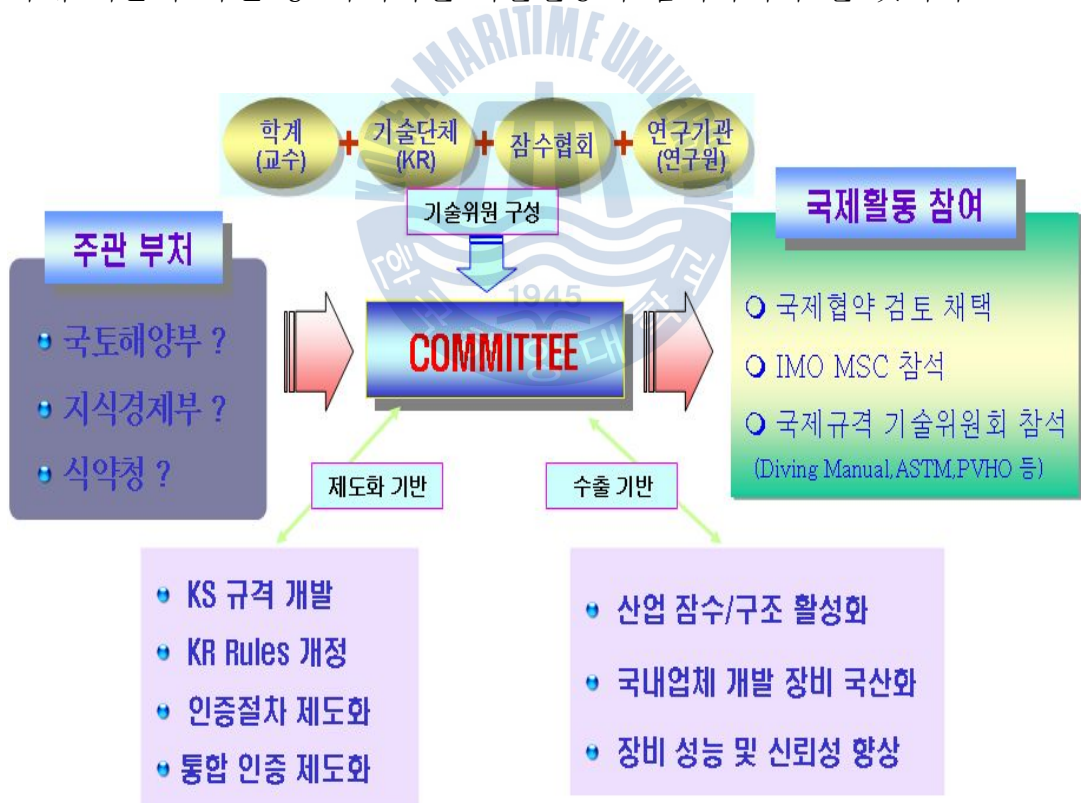 KOREA MARITIME UNIVERSITY
학계
(교수)
+
기술단체
(KR)
+
잠수협회
+
연구기관
(연구원)
기술위원 구성
주관 부처
국토해양부 ?
지식경제부 ?
식약청 ?
1945
COMMITTEE
국제활동 참여
국제협약 검토 채택
IMO MSC 참석
국제규격 기술위원회 참석
(Diving Manual,ASTM,PVHO 등)
제도화 기반
수출 기반
KS 규격 개발
KR Rules 개정
인증절차 제도화
통합 인증 제도화
산업 잠수/구조 활성화
국내업체 개발 장비 국산화
장비 성능 및 신뢰성 향상